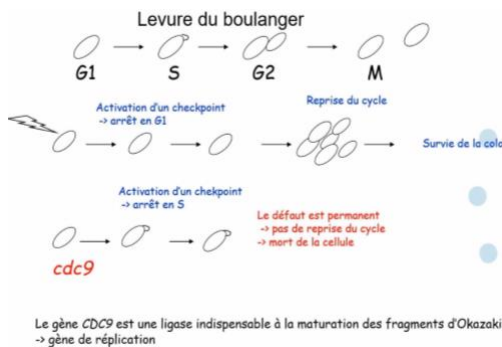 Levure du boulanger
G1 S G2 M
Activation d'un checkpoint
-> arrêt en G1
Reprise du cycle
Survie de la colo
Activation d'un chekpoint
-> arrêt en S
Le défaut est permanent
-> pas de reprise du cycle
-> mort de la cellule
cdc9
Le gène CDC9 est une ligase indispensable à la maturation des fragments d'Okazaki
-> gène de réplication